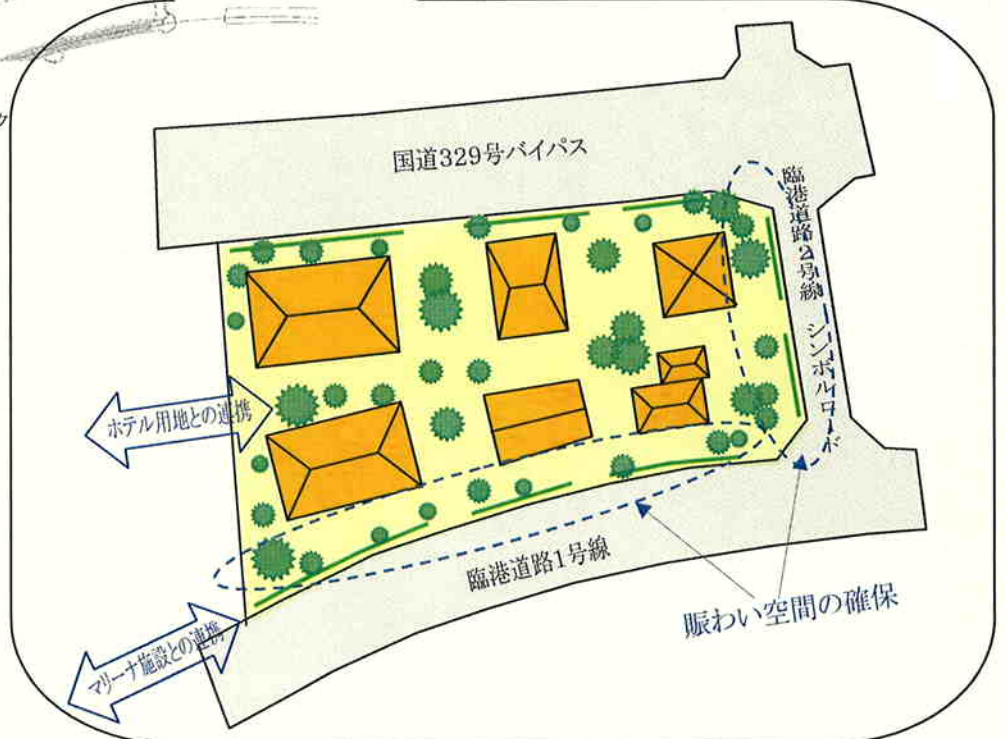 国道329号バイパス
臨港道路2号線 シンボルロード
ホテル用地との連携
臨港道路1号線
賑わい空間の確保
マリーナ施設との連携